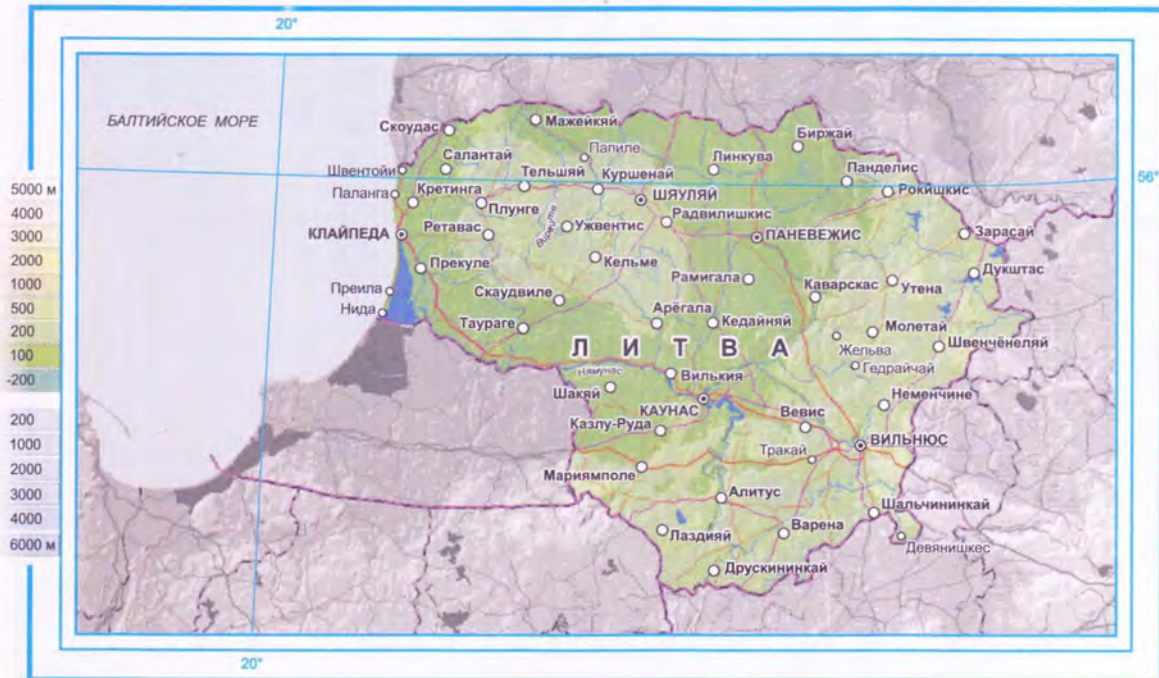 20°
БАЛТИЙСКОЕ МОРЕ
Скоудас
Мажейкяй
Биржай
Папиле
Салантай
Линкува
Панделис
Швентойи
Тельшяй
Куршенай
56°
5000 м
Паланга
Кретинга
ШЯУЛЯЙ
Рокишкис
4000
Плунге
Радвилишкис
3000
КЛАЙПЕДА
Ретавас
Ужвентис
ПАНЕВЕЖИС
Зарасай
2000
Прекуле
Кельме
Дукштас
1000
Преила
Скаудвиле
Рамигала
Каварскас
Утена
500
Нида
Арёгала
200
Таураге
Кедайняй
Молетай
100
ЛИТВА
Жельва
Швенчёнеляй
-200
Нямунас
Вилькия
Гедрайчай
Шакяй
Неменчине
200
КАУНАС
Вевис
1000
Казлу-Руда
ВИЛЬНЮС
2000
Мариямполе
Тракай
3000
Алитус
Шальчининкай
4000
Лаздияй
Варена
6000 м
Девянишкес
Друскининкай
20°